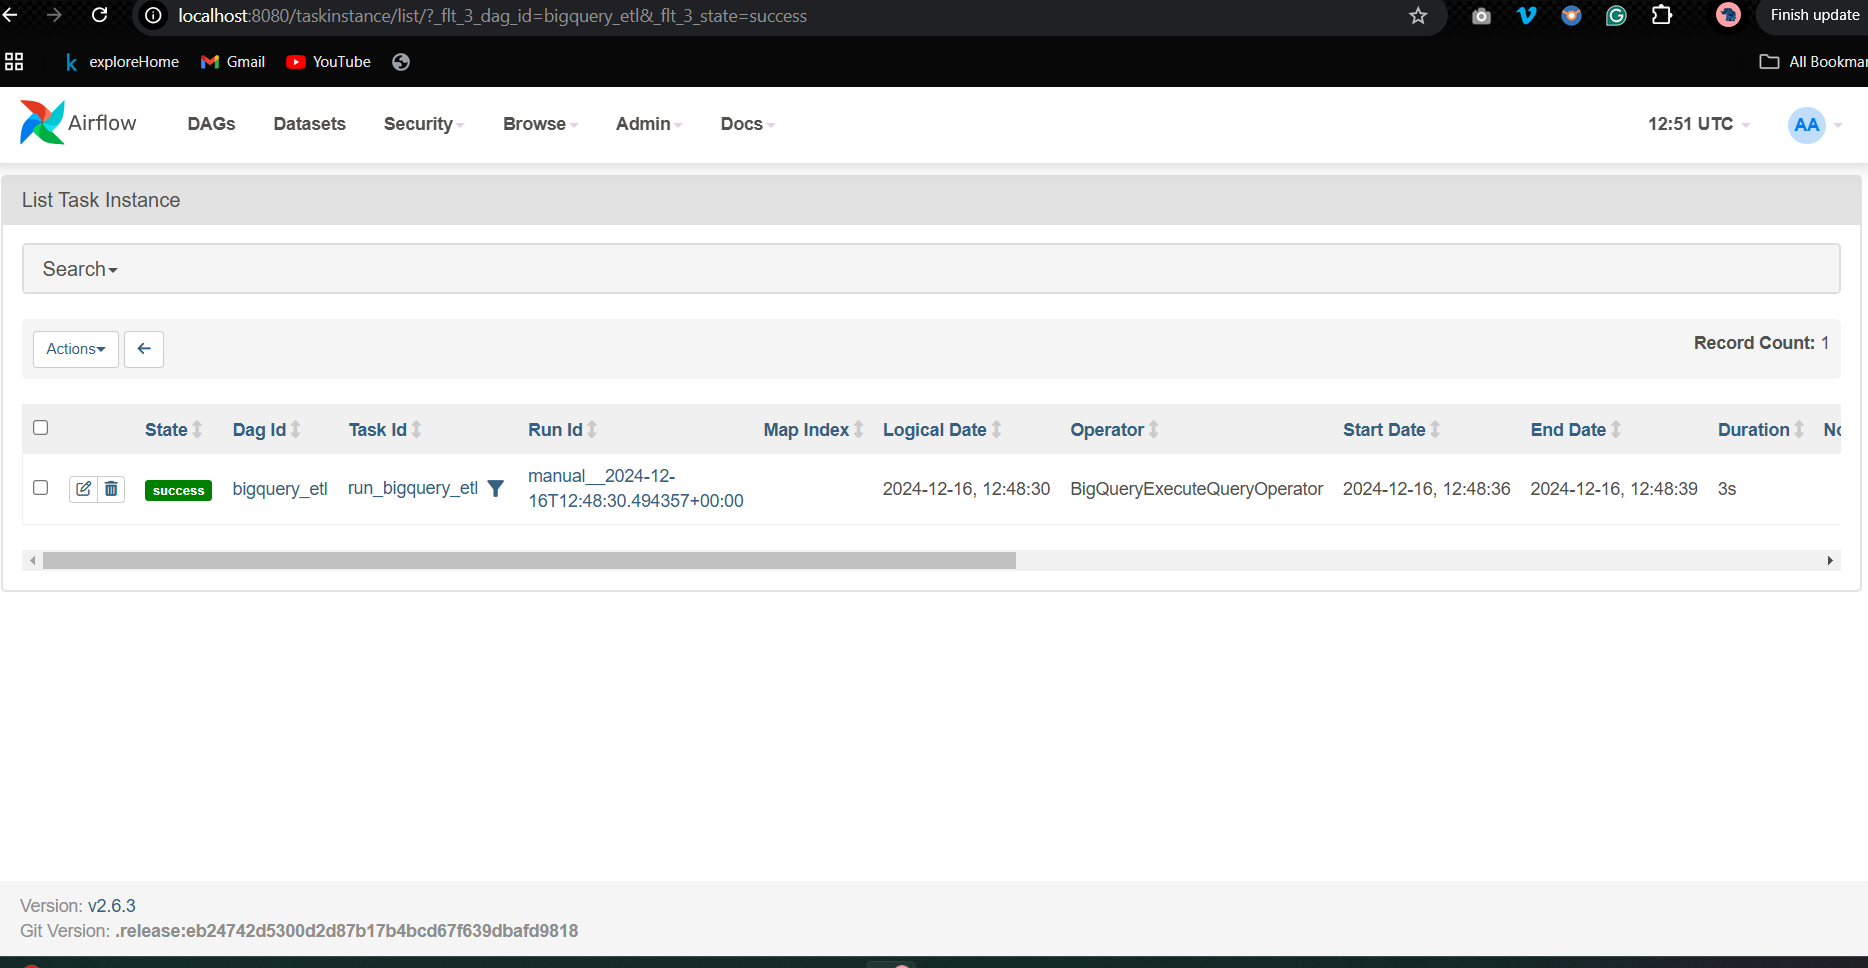 localhost:8080/taskinstance/list/?_flt_3_dag_id=bigquery_etl&_flt_3_state=success
Finish update
exploreHome Gmail YouTube All Bookmar
Airflow DAGs Datasets Security Browse Admin Docs 12:51 UTC AA
List Task Instance
Search
Actions
Record Count: 1
State Dag Id Task Id Run Id Map Index Logical Date Operator Start Date End Date Duration No
success bigquery_etl run_bigquery_etl manual__2024-12-
16T12:48:30.494357+00:00 2024-12-16, 12:48:30 BigQueryExecuteQueryOperator 2024-12-16, 12:48:36 2024-12-16, 12:48:39 3s
Version: v2.6.3
Git Version: .release:eb24742d5300d2d87b17b4bcd67f639dbafd9818